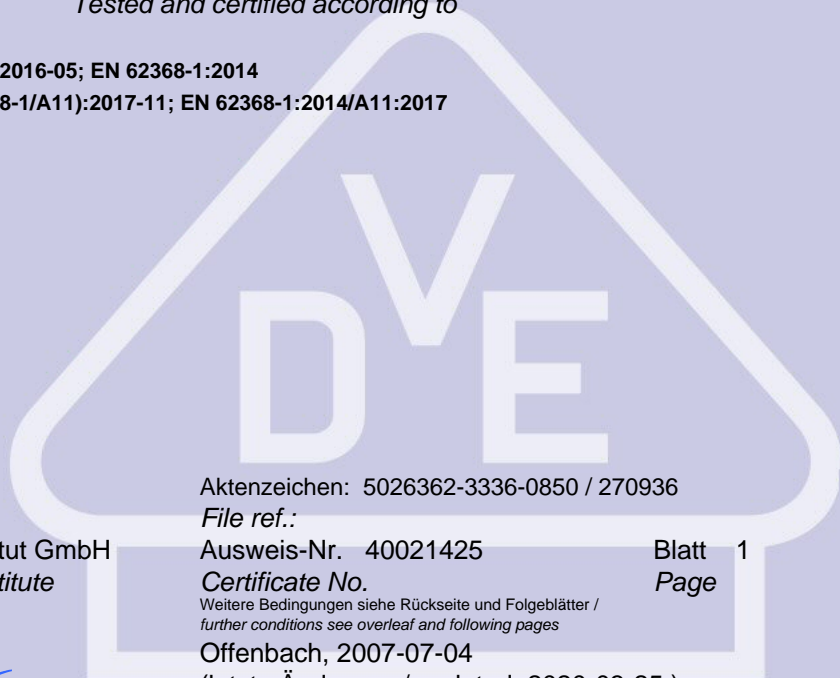 Tested and certified according to
2016-05; EN 62368-1:2014
8-1/A11):2017-11; EN 62368-1:2014/A11:2017
V
D E
Aktenzeichen: 5026362-3336-0850 / 270936
File ref.:
tut GmbH Ausweis-Nr. 40021425 Blatt 1
titute Certificate No. Page
Weitere Bedingungen siehe Rückseite und Folgeblätter /
further conditions see overleaf and following pages
Offenbach, 2007-07-04